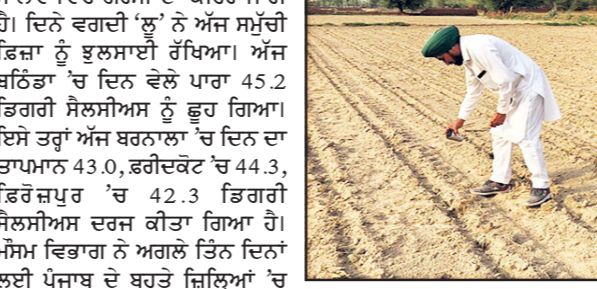 ਹੈ। ਦਿਨੇ ਵਗਦੀ ‘ਲੂ’ ਨੇ ਅੱਜ ਸਮੁੱਚੀ
ਫ਼ਿਜ਼ਾ ਨੂੰ ਝੁਲਸਾਈ ਰੱਖਿਆ। ਅੱਜ
ਬਠਿੰਡਾ ’ਚ ਦਿਨ ਵੇਲੇ ਪਾਰਾ 45.2
ਡਿਗਰੀ ਸੈਲਸੀਅਸ ਨੂੰ ਛੂਹ ਗਿਆ।
ਇਸੇ ਤਰ੍ਹਾਂ ਅੱਜ ਬਰਨਾਲਾ ’ਚ ਦਿਨ ਦਾ
ਤਾਪਮਾਨ 43.0, ਫ਼ਰੀਦਕੋਟ ’ਚ 44.3,
ਫ਼ਿਰੋਜ਼ਪੁਰ ’ਚ 42.3 ਡਿਗਰੀ
ਸੈਲਸੀਅਸ ਦਰਜ ਕੀਤਾ ਗਿਆ ਹੈ।
ਮੌਸਮ ਵਿਭਾਗ ਨੇ ਅਗਲੇ ਤਿੰਨ ਦਿਨਾਂ
ਲਈ ਪੰਜਾਬ ਦੇ ਬਹੁਤੇ ਜ਼ਿਲ੍ਹਿਆਂ ’ਚ